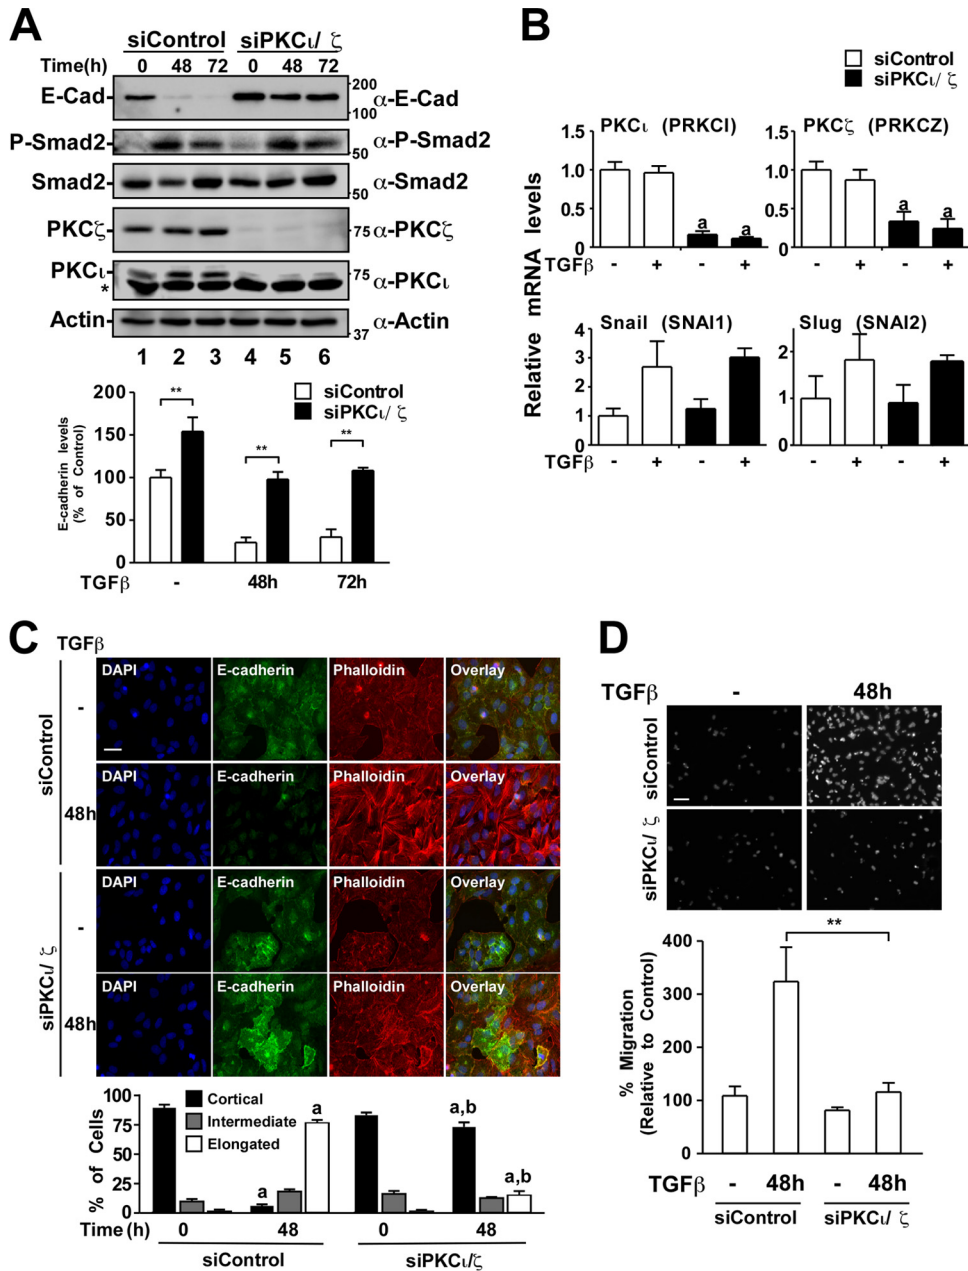 A
siControl siPKCι/ ζ
Time(h) 0 48 72 0 48 72
E-Cad- 200 100 α-E-Cad
P-Smad2- 50 α-P-Smad2
Smad2- 50 α-Smad2
PKCζ- 75 α-PKCζ
PKCι- 75 α-PKCι
*
Actin- 37 α-Actin
1 2 3 4 5 6
siControl
siPKCι/ ζ
E-cadherin levels
(% of Control)
200
150
100
50
0
** ** **
TGFβ - 48h 72h
B
siControl
siPKCι/ ζ
Relative mRNA levels
PKCι (PRKCI)
1.5
1.0
0.5
0
a a
TGFβ - + - +
PKCζ (PRKCZ)
1.5
1.0
0.5
0
a a
- + - +
Snail (SNAI1)
4
3
2
1
0
TGFβ - + - +
Slug (SNAI2)
2
1
0
- + - +
C
TGFβ
siControl
-
DAPI E-cadherin Phalloidin Overlay
48h
DAPI E-cadherin Phalloidin Overlay
siPKCι/ ζ
-
DAPI E-cadherin Phalloidin Overlay
48h
DAPI E-cadherin Phalloidin Overlay
% of Cells
100
75
50
25
0
Cortical
Intermediate
Elongated
a a a,b a,b
Time (h) 0 48 0 48
siControl siPKCι/ζ
D
TGFβ - 48h
siControl
siPKCι/ ζ
% Migration
(Relative to Control)
400
300
200
100
0
**
TGFβ - 48h - 48h
siControl siPKCι/ ζ